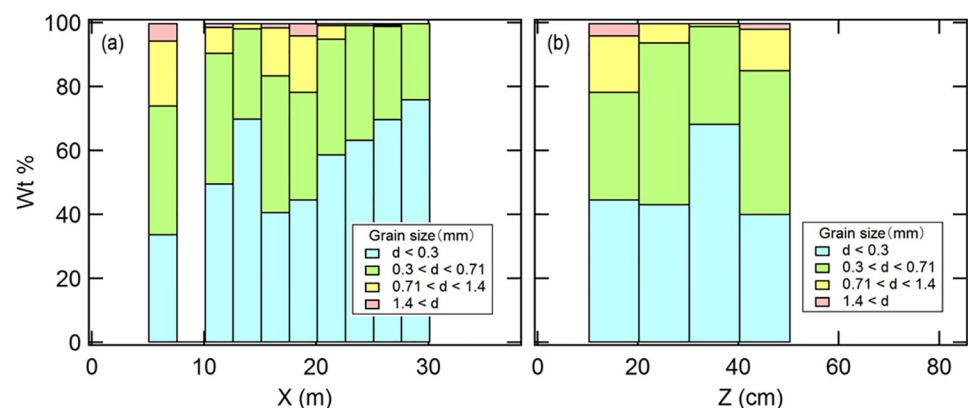 (a)
Wt %
100
80
60
40
20
0
Grain size (mm)
d < 0.3
0.3 < d < 0.71
0.71 < d < 1.4
1.4 < d
0 10 20 30
X (m)
(b)
Grain size (mm)
d < 0.3
0.3 < d < 0.71
0.71 < d < 1.4
1.4 < d
0 20 40 60 80
Z (cm)